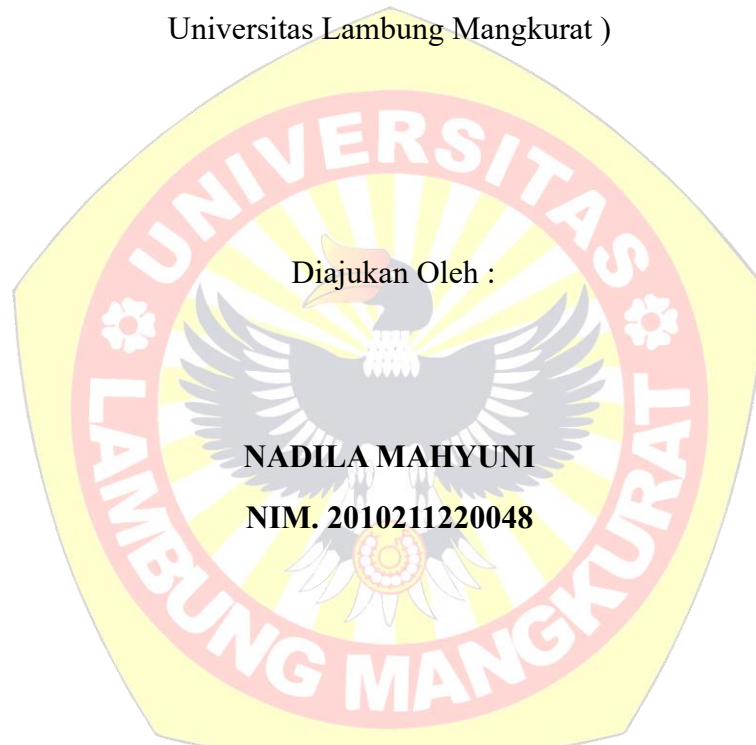 Universitas Lambung Mangkurat )
UNIVERSITAS
Diajukan Oleh :
NADILA MAHYUNI
NIM. 2010211220048
LAMBUNG MANGKURAT